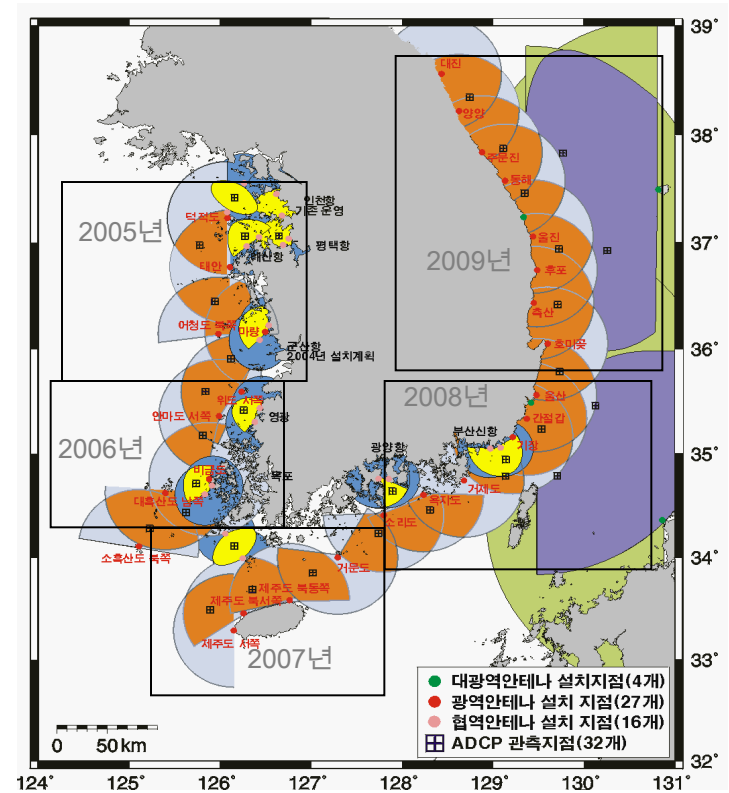 39°
대진
양양
38°
주문진
동해
인천항
기존 운영
2005년
덕적도
평택항
울진
37°
태안
대산항
2009년
후포
어청도 북쪽
마량
축산
군산항
2004년 설치계획
호미곶
36°
2008년
위도 서쪽
울산
안마도 서쪽
영광
간절갑
부산신항
기장
2006년
광양항
35°
비금도
목포
대흑산도 남쪽
거제도
욕지도
소리도
소흑산도 북쪽
거문도
34°
제주도 북동쪽
제주도 북서쪽
제주도 서쪽
2007년
33°
대광역안테나 설치지점(4개)
광역안테나 설치 지점(27개)
협역안테나 설치 지점(16개)
ADCP 관측지점(32개)
0 50 km
32°
124° 125° 126° 127° 128° 129° 130° 131°